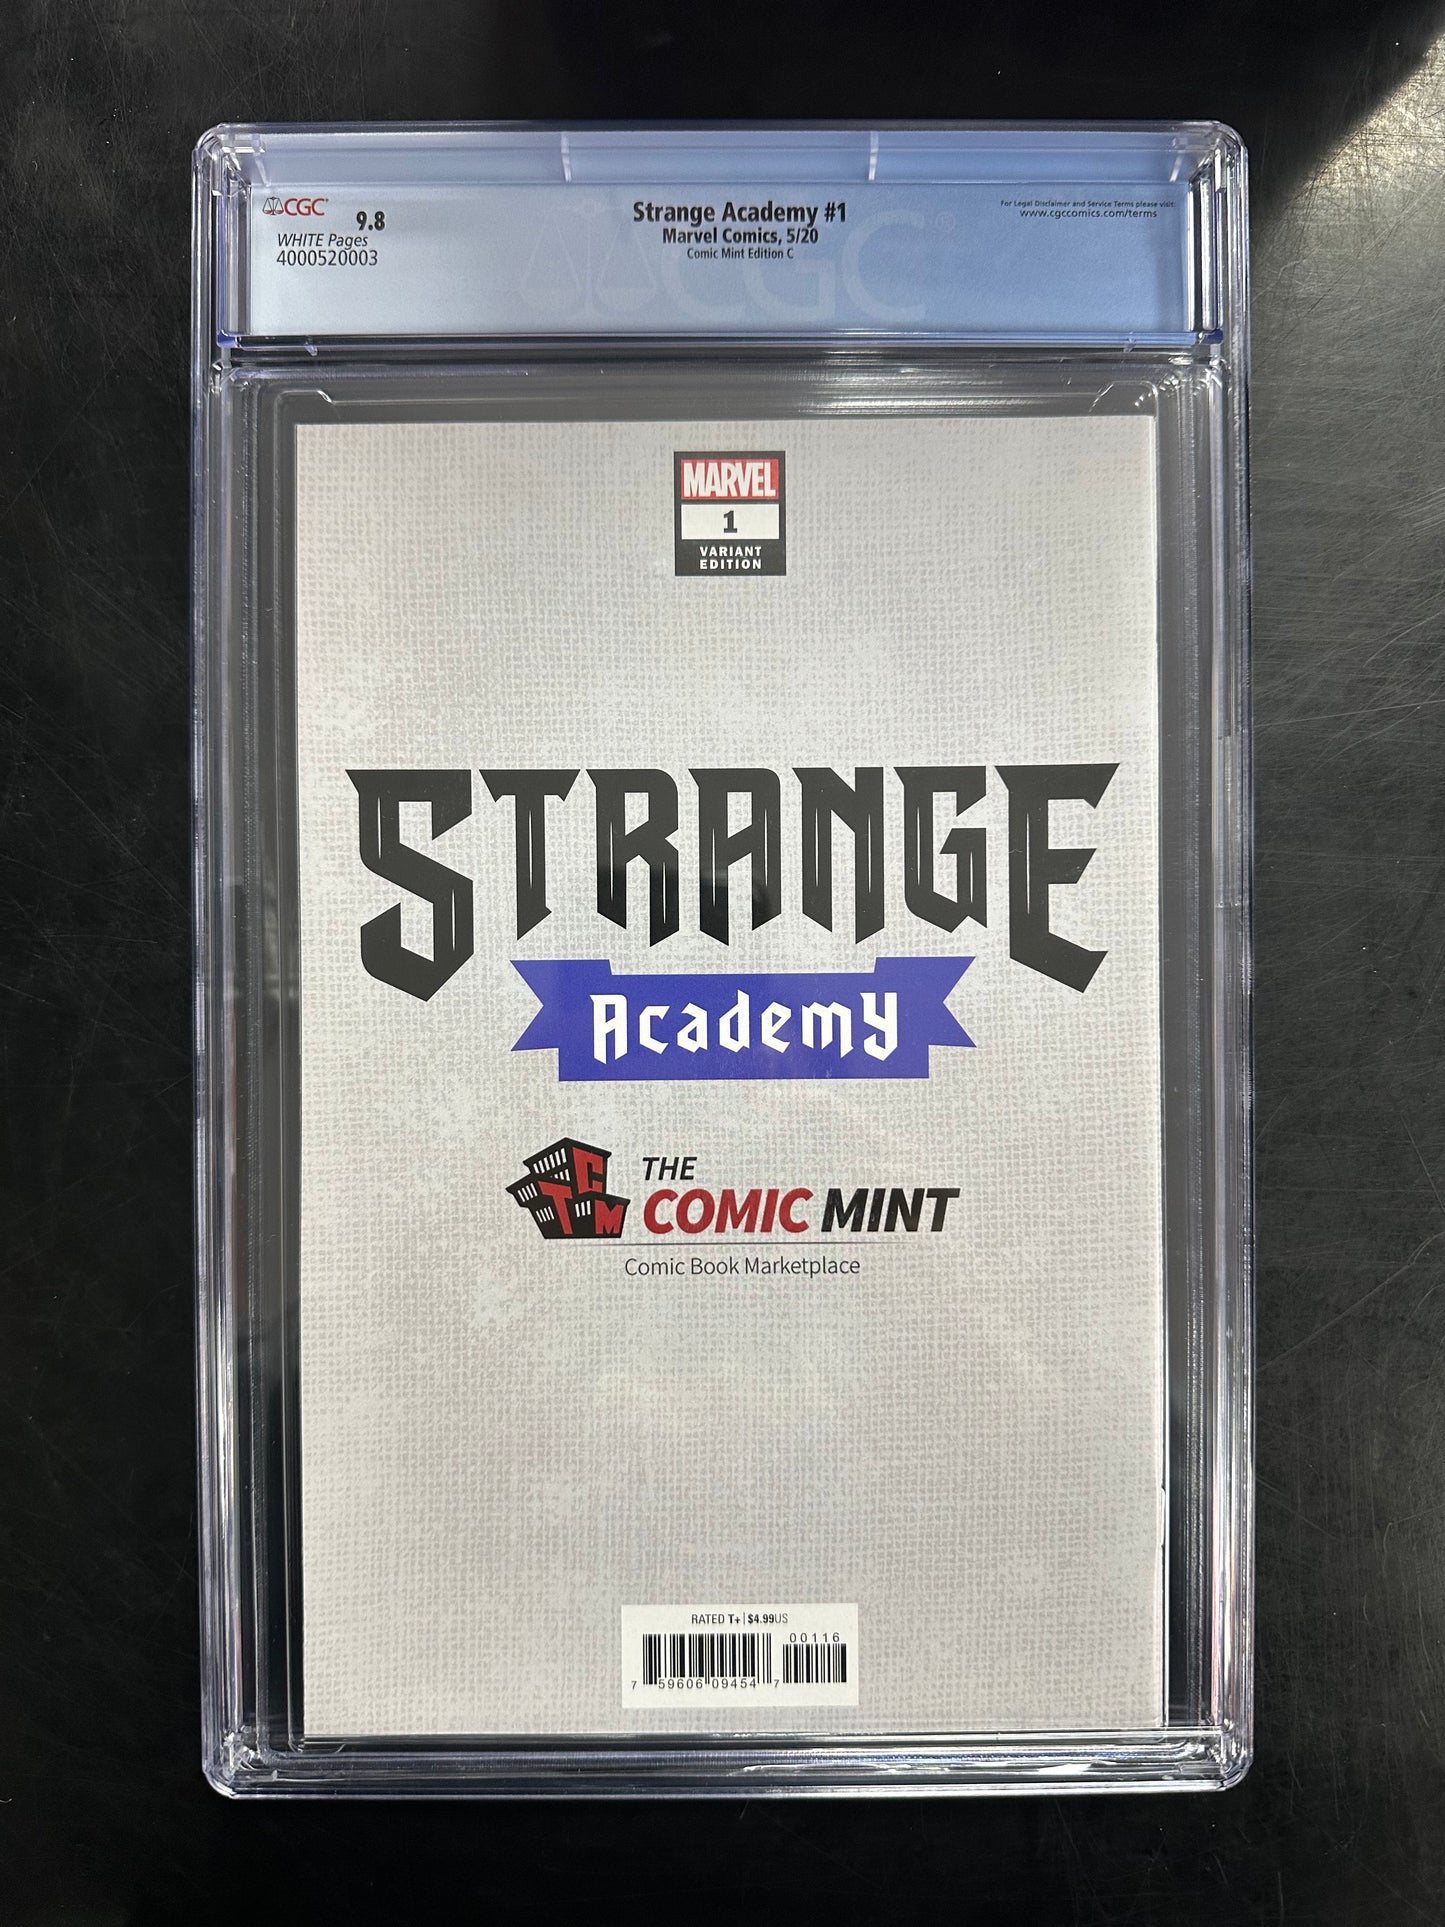 CGC
9.8
WHITE Pages
4000520003
Strange Academy #1
Marvel Comics, 5/20
Comic Mint Edition C
For Legal Disclaimer and Service Terms please visit:
www.cgccomics.com/terms
CGC
MARVEL
1
VARIANT
EDITION
STRANGE
Academy
TCM
THE
COMIC MINT
Comic Book Marketplace
RATED T+ | $4.99US
00116
7 59606 09454 7